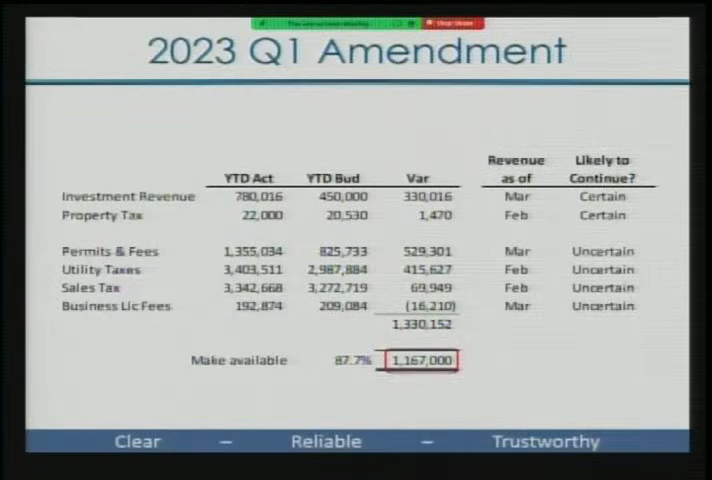 2023 Q1 Amendment
Revenue Likely to
YTD Act YTD Bud Var as of Continue?
Investment Revenue 780,016 450,000 330,016 Mar Certain
Property Tax 22,000 20,530 1,470 Feb Certain
Permits & Fees 1,355,034 825,733 529,301 Mar Uncertain
Utility Taxes 3,403,511 2,987,884 415,627 Feb Uncertain
Sales Tax 3,342,668 3,272,719 69,949 Feb Uncertain
Business Lic Fees 192,874 209,084 (16,210) Mar Uncertain
1,330,152
Make available 87.7% 1,167,000
Clear – Reliable – Trustworthy